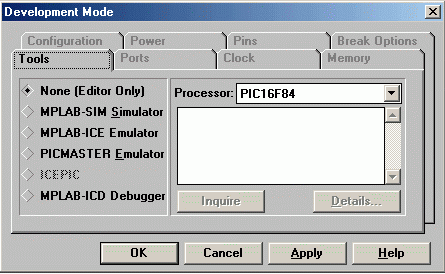 Development Mode
Configuration Power Pins Break Options
Tools Ports Clock Memory
None (Editor Only)
Processor: PIC16F84
MPLAB-SIM Simulator
MPLAB-ICE Emulator
PICMASTER Emulator
ICEPIC
MPLAB-ICD Debugger
Inquire Details...
OK Cancel Apply Help